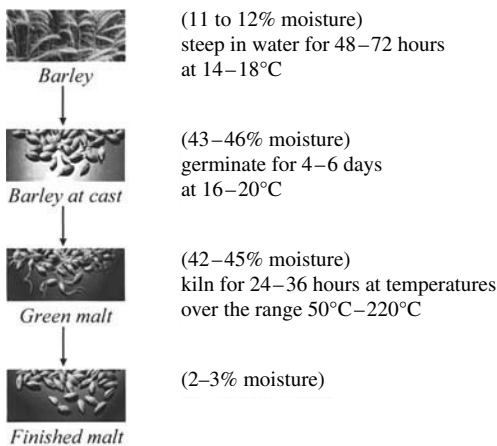 (11 to 12% moisture)
steep in water for 48–72 hours
at 14–18°C
Barley
(43–46% moisture)
germinate for 4–6 days
at 16–20°C
Barley at cast
(42–45% moisture)
kiln for 24–36 hours at temperatures
over the range 50°C–220°C
Green malt
(2–3% moisture)
Finished malt